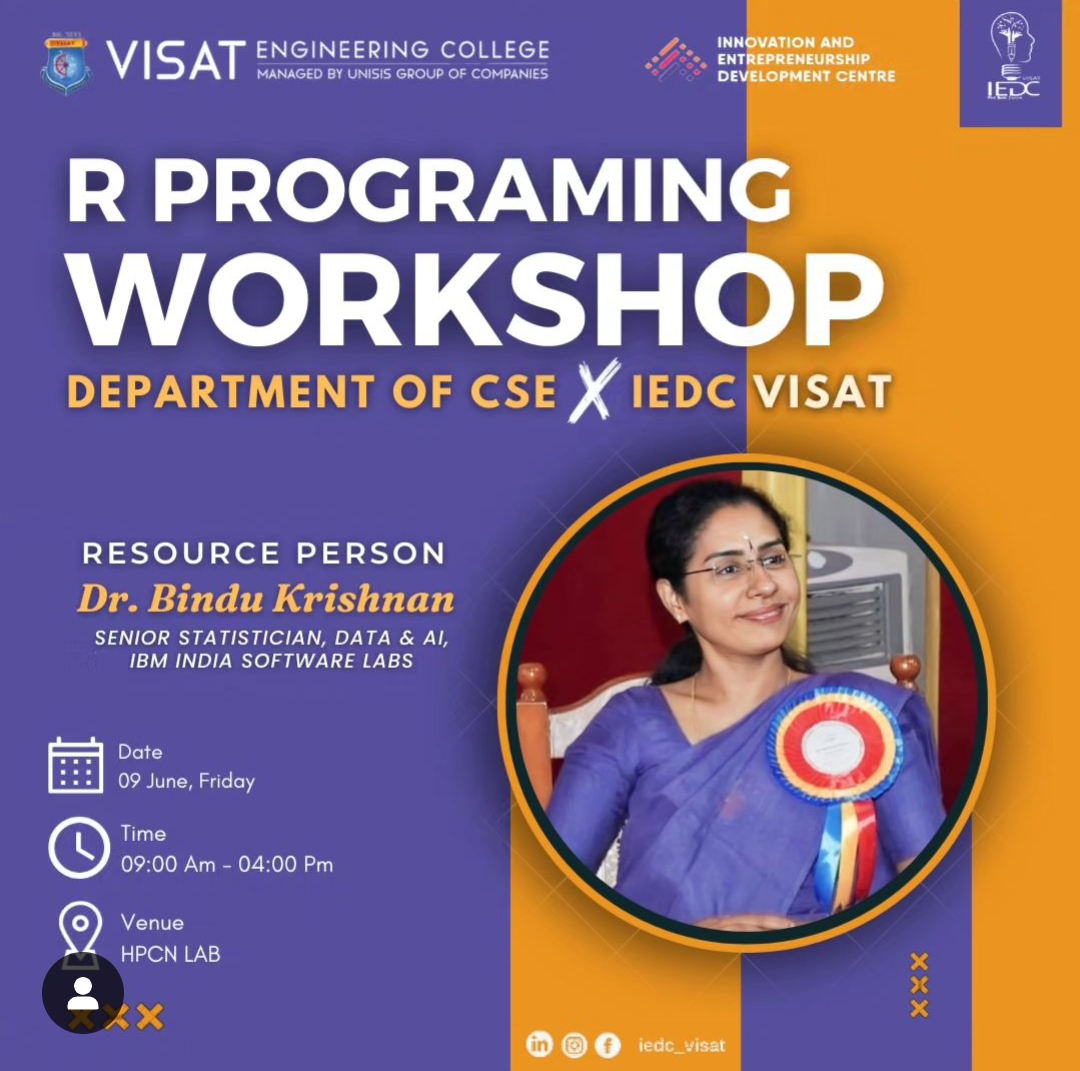 VISAT ENGINEERING COLLEGE
MANAGED BY UNISIS GROUP OF COMPANIES
INNOVATION AND
ENTREPRENEURSHIP
DEVELOPMENT CENTRE
VISAT
IEDC
R PROGRAMING
WORKSHOP
DEPARTMENT OF CSE X IEDC VISAT
RESOURCE PERSON
Dr. Bindu Krishnan
SENIOR STATISTICIAN, DATA & AI,
IBM INDIA SOFTWARE LABS
Date
09 June, Friday
Time
09:00 Am - 04:00 Pm
Venue
HPCN LAB
iedc_visat